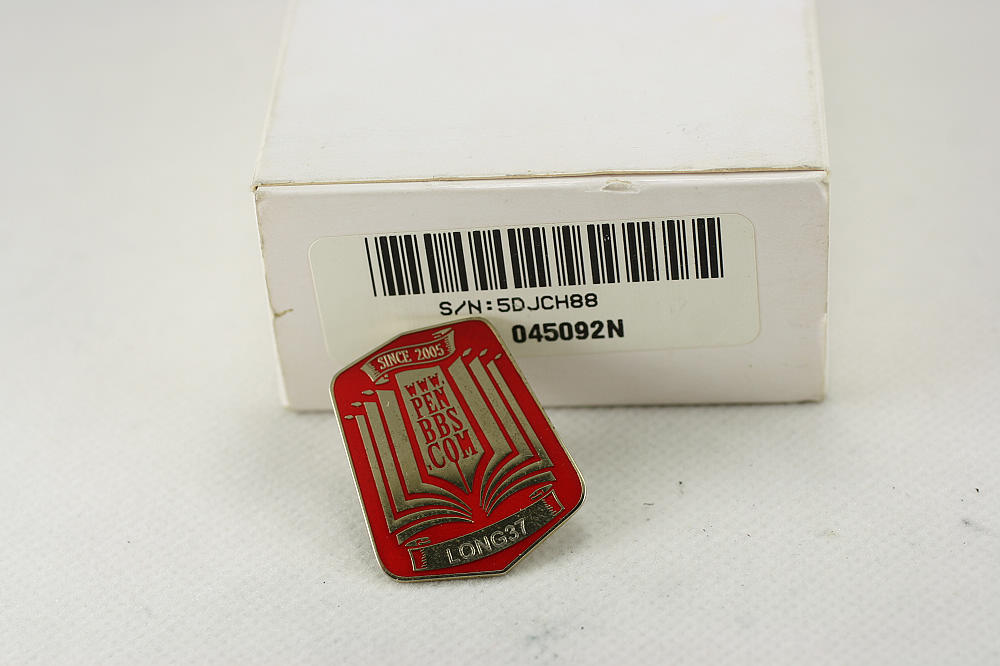 S/N:5DJCH88
045092N
SINCE 2005
WWW.
PEN
BBS
.COM
LONG37